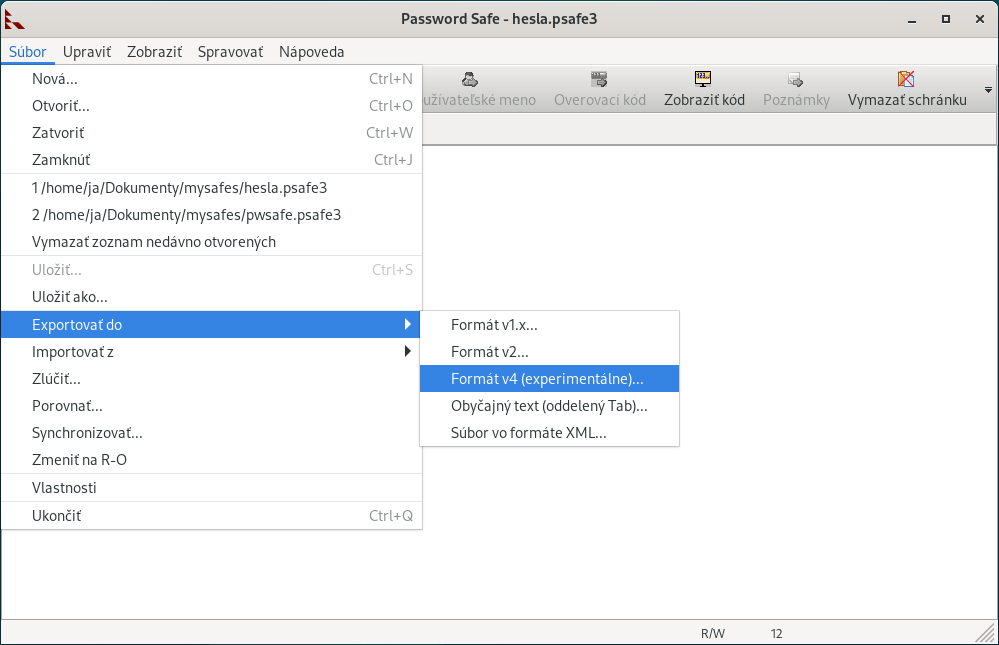 Password Safe - hesla.psafe3
Súbor Upraviť Zobraziť Spravovať Nápoveda
Nová... Ctrl+N
Otvoriť... Ctrl+O
Zatvoriť Ctrl+W
Zamknúť Ctrl+J
meno Overovací kód Zobraziť kód Poznámky Vymazať schránku
1 /home/ja/Dokumenty/mysafes/hesla.psafe3
2 /home/ja/Dokumenty/mysafes/pwsafe.psafe3
Vymazať zoznam nedávno otvorených
Uložiť... Ctrl+S
Uložiť ako...
Exportovať do
Importovať z
Zlúčiť...
Porovnať...
Synchronizovať...
Zmeniť na R-O
Vlastnosti
Ukončiť Ctrl+Q
Formát v1.x...
Formát v2...
Formát v4 (experimentálne)...
Obyčajný text (oddelený Tab)...
Súbor vo formáte XML...
R/W 12